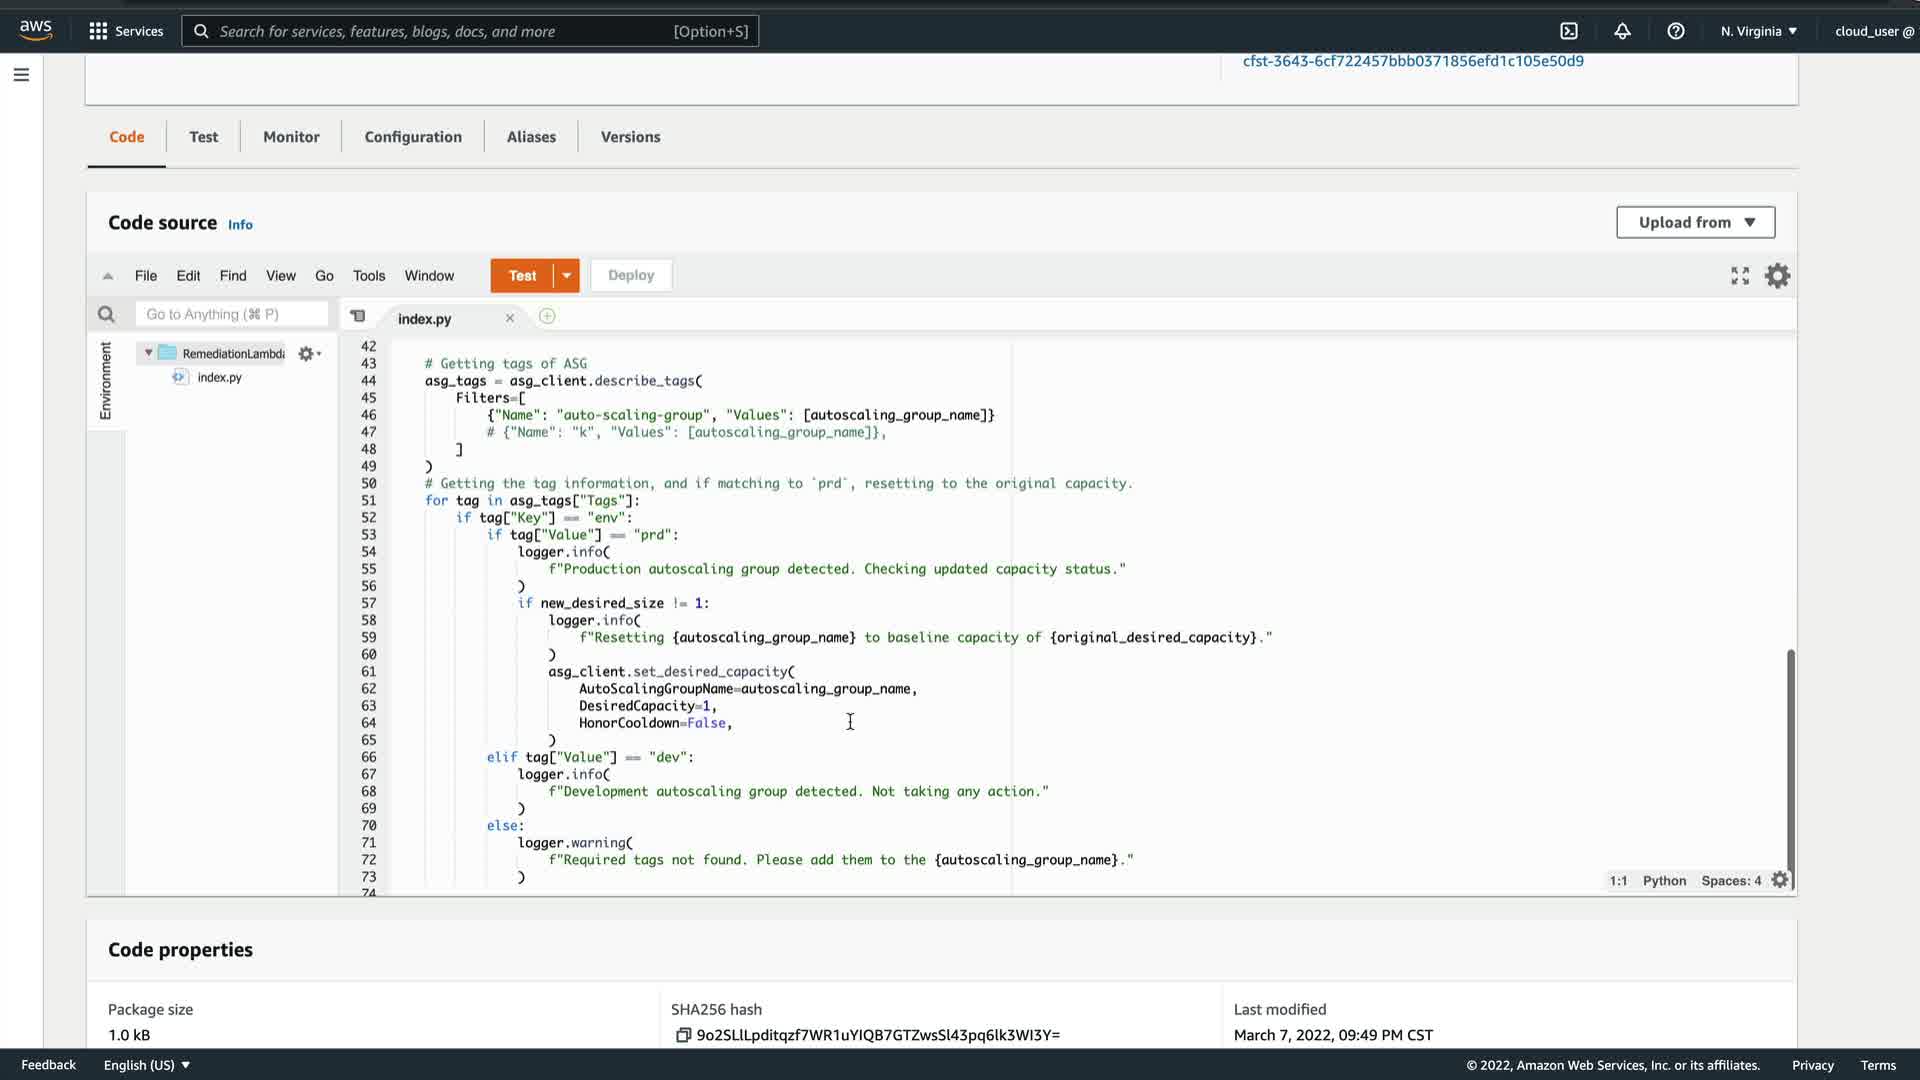 aws
Services
Search for services, features, blogs, docs, and more
[Option+S]
N. Virginia ▼
cloud_user @
cfst-3643-6cf722457bbb0371856efd1c105e50d9
Code
Test
Monitor
Configuration
Aliases
Versions
Code source
Info
Upload from ▼
File
Edit
Find
View
Go
Tools
Window
Test
Deploy
Go to Anything (⌘ P)
index.py
Environment
RemediationLambda
index.py
42
43 # Getting tags of ASG
44 asg_tags = asg_client.describe_tags(
45 Filters=[
46 {"Name": "auto-scaling-group", "Values": [autoscaling_group_name]}
47 # {"Name": "k", "Values": [autoscaling_group_name]},
48 ]
49 )
50 # Getting the tag information, and if matching to `prd`, resetting to the original capacity.
51 for tag in asg_tags["Tags"]:
52 if tag["Key"] == "env":
53 if tag["Value"] == "prd":
54 logger.info(
55 f"Production autoscaling group detected. Checking updated capacity status."
56 )
57 if new_desired_size != 1:
58 logger.info(
59 f"Resetting {autoscaling_group_name} to baseline capacity of {original_desired_capacity}."
60 )
61 asg_client.set_desired_capacity(
62 AutoScalingGroupName=autoscaling_group_name,
63 DesiredCapacity=1,
64 HonorCooldown=False,
65 )
66 elif tag["Value"] == "dev":
67 logger.info(
68 f"Development autoscaling group detected. Not taking any action."
69 )
70 else:
71 logger.warning(
72 f"Required tags not found. Please add them to the {autoscaling_group_name}."
73 )
74
1:1 Python Spaces: 4
Code properties
Package size
1.0 kB
SHA256 hash
9o2SLlLpditqzf7WR1uYIQB7GTZwsSl43pq6lk3WI3Y=
Last modified
March 7, 2022, 09:49 PM CST
Feedback
English (US) ▼
© 2022, Amazon Web Services, Inc. or its affiliates.
Privacy
Terms